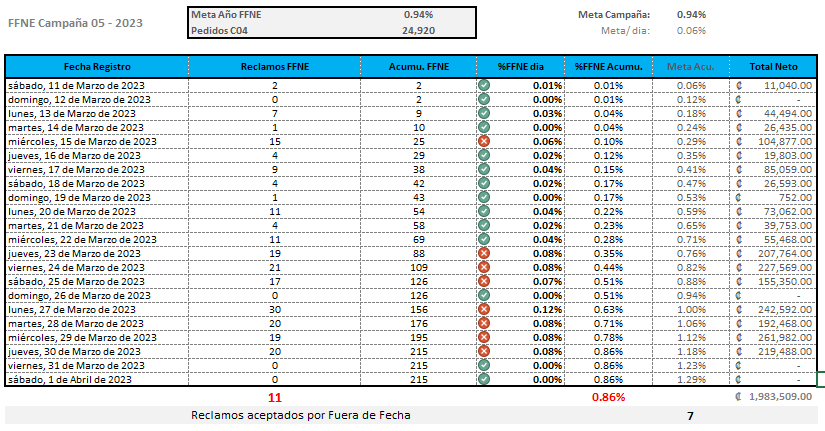 FFNE Campaña 05 - 2023
Meta Año FFNE 0.94%
Pedidos C04 24,920
Meta Campaña: 0.94%
Meta/ dia: 0.06%
Fecha Registro Reclamos FFNE Acumu. FFNE %FFNE dia %FFNE Acumu. Meta Acu. Total Neto
sábado, 11 de Marzo de 2023 2 2 0.01% 0.01% 0.06% ₡ 11,040.00
domingo, 12 de Marzo de 2023 0 2 0.00% 0.01% 0.12% ₡ -
lunes, 13 de Marzo de 2023 7 9 0.03% 0.04% 0.18% ₡ 44,494.00
martes, 14 de Marzo de 2023 1 10 0.00% 0.04% 0.24% ₡ 26,435.00
miércoles, 15 de Marzo de 2023 15 25 0.06% 0.10% 0.29% ₡ 104,877.00
jueves, 16 de Marzo de 2023 4 29 0.02% 0.12% 0.35% ₡ 19,803.00
viernes, 17 de Marzo de 2023 9 38 0.04% 0.15% 0.41% ₡ 85,059.00
sábado, 18 de Marzo de 2023 4 42 0.02% 0.17% 0.47% ₡ 26,593.00
domingo, 19 de Marzo de 2023 1 43 0.00% 0.17% 0.53% ₡ 752.00
lunes, 20 de Marzo de 2023 11 54 0.04% 0.22% 0.59% ₡ 73,062.00
martes, 21 de Marzo de 2023 4 58 0.02% 0.23% 0.65% ₡ 39,753.00
miércoles, 22 de Marzo de 2023 11 69 0.04% 0.28% 0.71% ₡ 55,468.00
jueves, 23 de Marzo de 2023 19 88 0.08% 0.35% 0.76% ₡ 207,764.00
viernes, 24 de Marzo de 2023 21 109 0.08% 0.44% 0.82% ₡ 227,569.00
sábado, 25 de Marzo de 2023 17 126 0.07% 0.51% 0.88% ₡ 155,350.00
domingo, 26 de Marzo de 2023 0 126 0.00% 0.51% 0.94% ₡ -
lunes, 27 de Marzo de 2023 30 156 0.12% 0.63% 1.00% ₡ 242,592.00
martes, 28 de Marzo de 2023 20 176 0.08% 0.71% 1.06% ₡ 192,468.00
miércoles, 29 de Marzo de 2023 19 195 0.08% 0.78% 1.12% ₡ 261,982.00
jueves, 30 de Marzo de 2023 20 215 0.08% 0.86% 1.18% ₡ 219,488.00
viernes, 31 de Marzo de 2023 0 215 0.00% 0.86% 1.23% ₡ -
sábado, 1 de Abril de 2023 0 215 0.00% 0.86% 1.29% ₡ -
11 0.86% ₡ 1,983,509.00
Reclamos aceptados por Fuera de Fecha 7